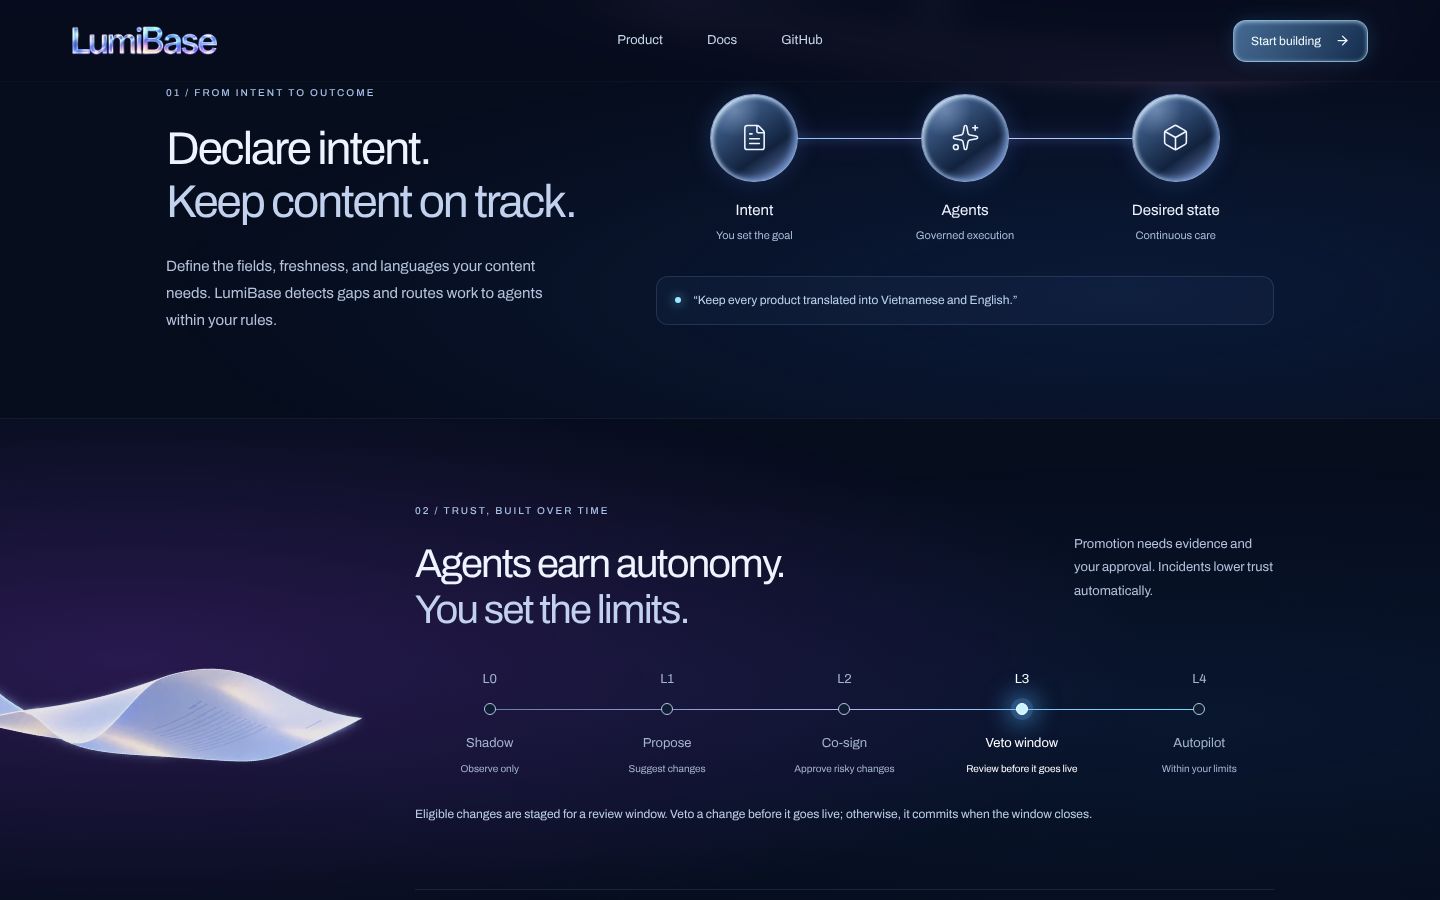 LumiBase
Product
Docs
GitHub
Start building
01 / FROM INTENT TO OUTCOME
Declare intent.
Keep content on track.
Define the fields, freshness, and languages your content
needs. LumiBase detects gaps and routes work to agents
within your rules.
Intent
You set the goal
Agents
Governed execution
Desired state
Continuous care
“Keep every product translated into Vietnamese and English.”
02 / TRUST, BUILT OVER TIME
Agents earn autonomy.
You set the limits.
Promotion needs evidence and
your approval. Incidents lower trust
automatically.
L0
Shadow
Observe only
L1
Propose
Suggest changes
L2
Co-sign
Approve risky changes
L3
Veto window
Review before it goes live
L4
Autopilot
Within your limits
Eligible changes are staged for a review window. Veto a change before it goes live; otherwise, it commits when the window closes.